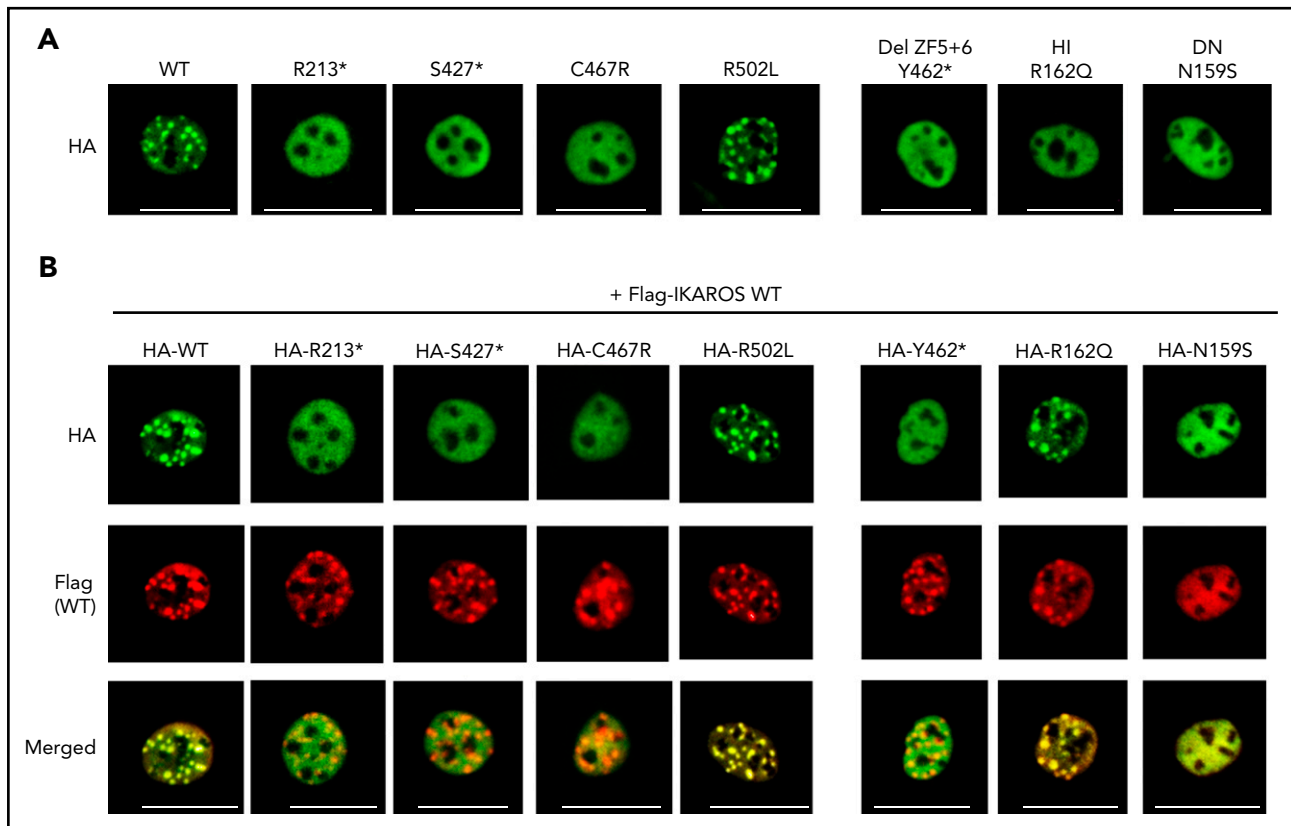 A
WT
R213*
S427*
C467R
R502L
Del ZF5+6
Y462*
HI
R162Q
DN
N159S
HA
B
+ Flag-IKAROS WT
HA-WT
HA-R213*
HA-S427*
HA-C467R
HA-R502L
HA-Y462*
HA-R162Q
HA-N159S
HA
Flag
(WT)
Merged